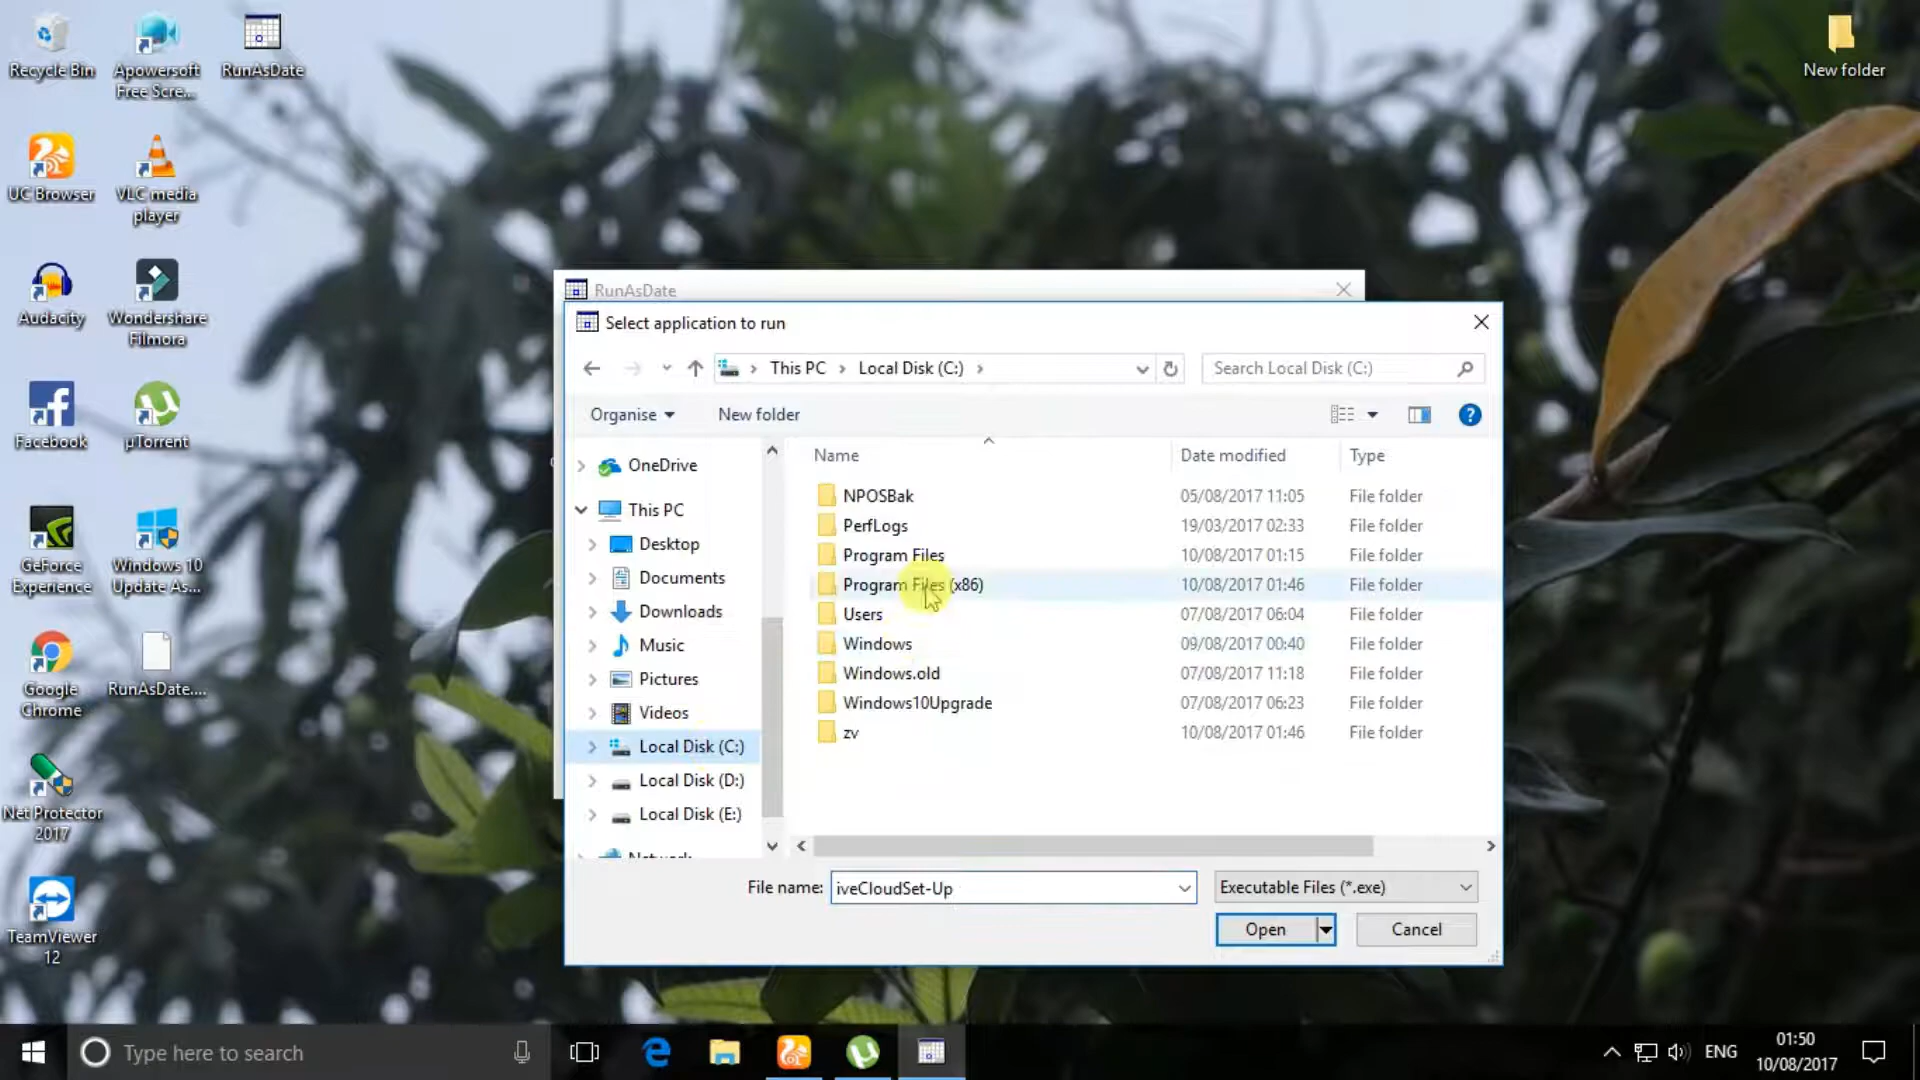 Recycle Bin
Apowersoft
Free Scre...
RunAsDate
New folder
UC Browser
VLC media
player
Audacity
Wondershare
Filmora
Facebook
µTorrent
GeForce
Experience
Windows 10
Update As...
Google
Chrome
RunAsDate....
Net Protector
2017
TeamViewer
12
RunAsDate
Select application to run
This PC
Local Disk (C:)
Search Local Disk (C:)
Organise
New folder
Name
Date modified
Type
OneDrive
This PC
Desktop
Documents
Downloads
Music
Pictures
Videos
Local Disk (C:)
Local Disk (D:)
Local Disk (E:)
Network
NPOSBak 05/08/2017 11:05 File folder
PerfLogs 19/03/2017 02:33 File folder
Program Files 10/08/2017 01:15 File folder
Program Files (x86) 10/08/2017 01:46 File folder
Users 07/08/2017 06:04 File folder
Windows 09/08/2017 00:40 File folder
Windows.old 07/08/2017 11:18 File folder
Windows10Upgrade 07/08/2017 06:23 File folder
zv 10/08/2017 01:46 File folder
File name: iveCloudSet-Up
Executable Files (*.exe)
Open
Cancel
Type here to search
ENG
01:50
10/08/2017